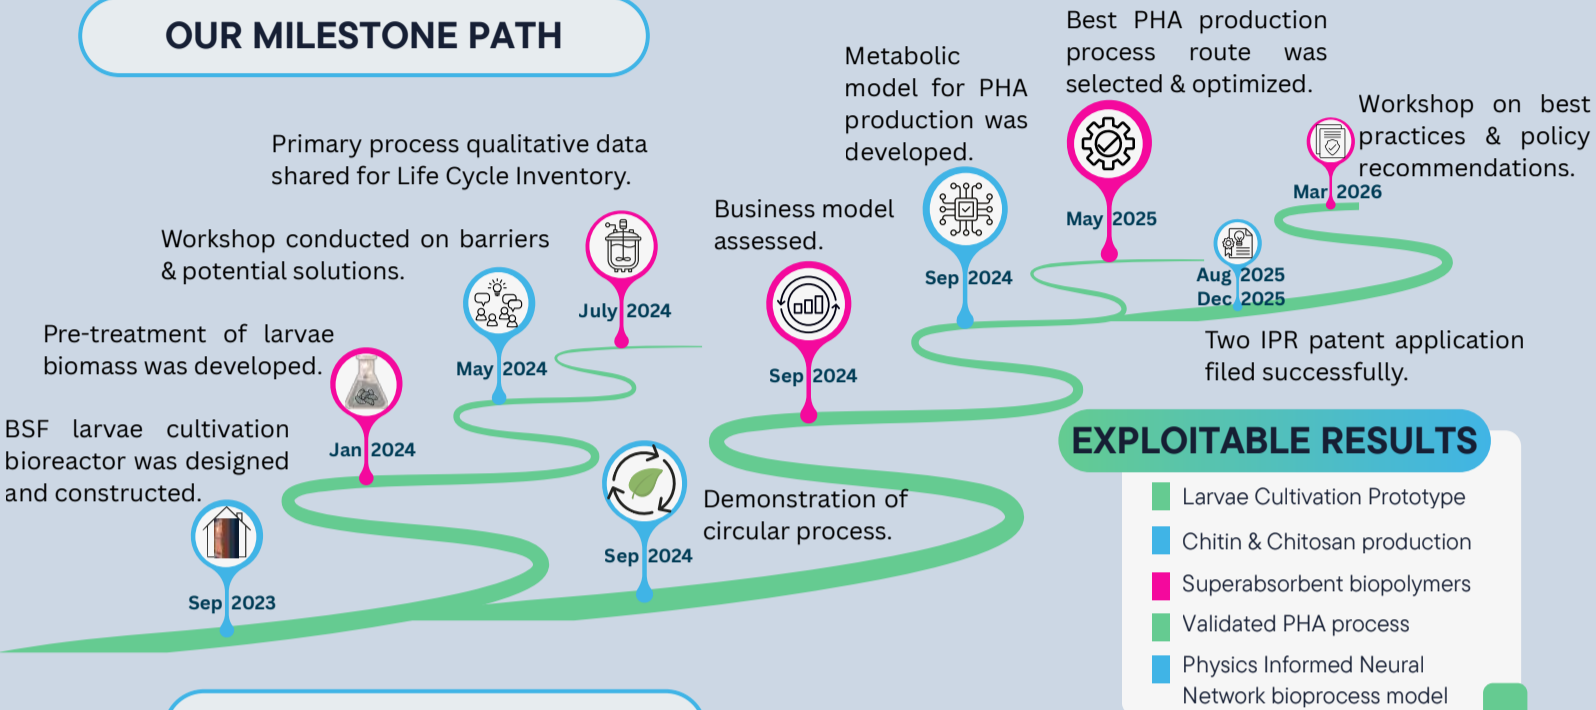 OUR MILESTONE PATH
BSF larvae cultivation
bioreactor was designed
and constructed.
Sep 2023
Pre-treatment of larvae
biomass was developed.
Jan 2024
Workshop conducted on barriers
& potential solutions.
May 2024
Primary process qualitative data
shared for Life Cycle Inventory.
July 2024
Demonstration of
circular process.
Sep 2024
Business model
assessed.
Sep 2024
Metabolic
model for PHA
production was
developed.
Sep 2024
Best PHA production
process route was
selected & optimized.
May 2025
Aug 2025
Dec 2025
Two IPR patent application
filed successfully.
Workshop on best
practices & policy
recommendations.
Mar 2026
EXPLOITABLE RESULTS
Larvae Cultivation Prototype
Chitin & Chitosan production
Superabsorbent biopolymers
Validated PHA process
Physics Informed Neural
Network bioprocess model